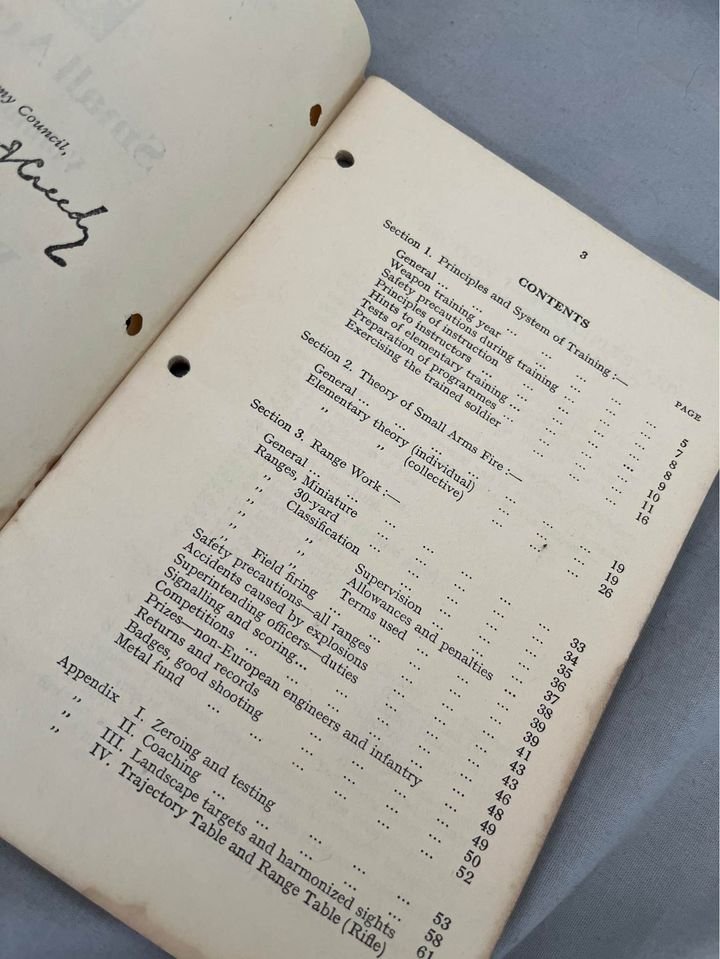 my Council,
Creedy
3
CONTENTS
PAGE
Section 1. Principles and System of Training :—
General ... ... ... ... ... 5
Weapon training year ... ... ... ... 7
Safety precautions during training ... ... ... 8
Principles of instruction ... ... ... ... 8
Hints to instructors ... ... ... ... 9
Tests of elementary training ... ... ... ... 10
Preparation of programmes ... ... ... ... 11
Exercising the trained soldier ... ... ... 16
Section 2. Theory of Small Arms Fire :—
General ... ... ... ... ... 19
Elementary theory (individual) ... ... ... 19
„ „ (collective) ... ... ... 26
Section 3. Range Work :—
General ... ... ... ... ... 33
Ranges, Miniature ... ... ... ... 34
„ 30-yard ... ... ... ... 35
„ Classification ... ... ... ... 36
„ „ Supervision ... ... 37
„ „ Allowances and penalties 38
„ „ Terms used ... ... 39
„ Field firing ... ... ... ... 39
Safety precautions—all ranges ... ... ... 41
Accidents caused by explosions ... ... ... 43
Superintending officers—duties ... ... ... 43
Signalling and scoring... ... ... ... 46
Competitions ... ... ... ... ... 48
Prizes—non-European engineers and infantry ... 49
Returns and records ... ... ... ... 49
Badges, good shooting ... ... ... ... 50
Metal fund ... ... ... ... ... 52
Appendix I. Zeroing and testing ... ... ... 53
„ II. Coaching ... ... ... ... 58
„ III. Landscape targets and harmonized sights ... 61
„ IV. Trajectory Table and Range Table (Rifle)